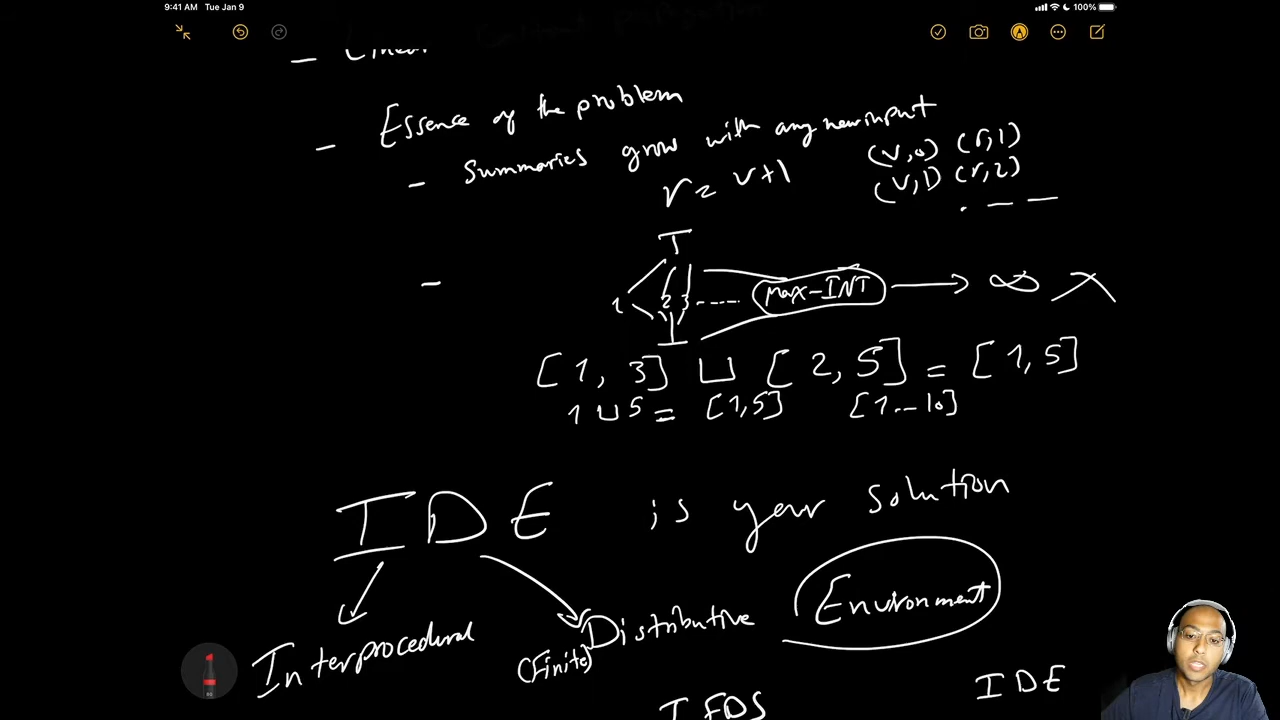 9:41 AM Tue Jan 9
100%
- Linear
- Essence of the problem
- Summaries grow with any new input
r = v+1
(v,0) (r,1)
(v,1) (r,2)
. - -
-
⊤
1 2 3 ---- MAX-INT → ∞
⊥
[1, 3] ⊔ [2, 5] = [1, 5]
1 ⊔ 5 = [1,5] [1..10]
IDE is your solution
Interprocedural
Distributive
Environment
(Finite)
IFDS
IDE